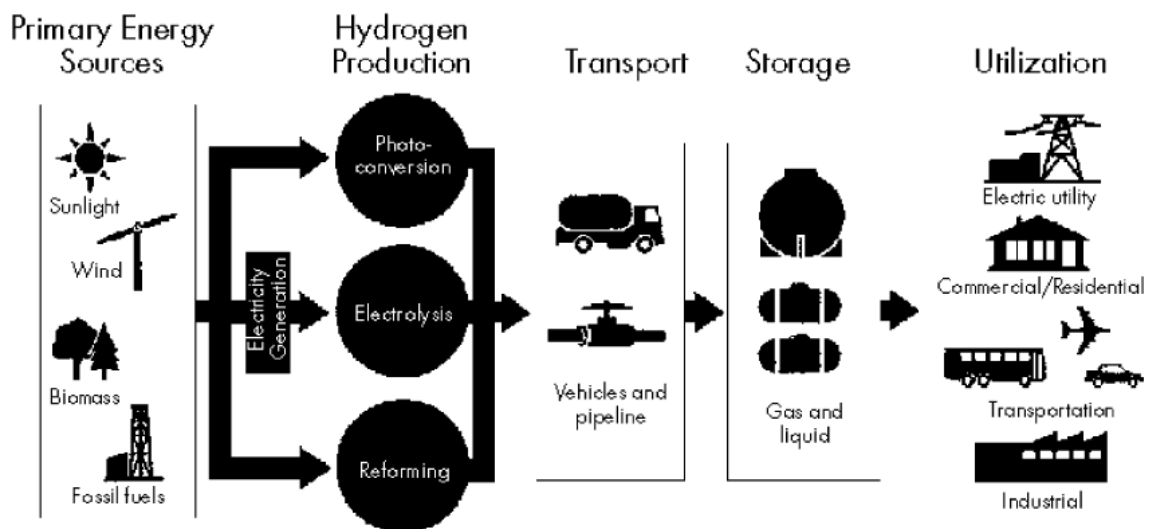 Primary Energy
Sources
Hydrogen
Production
Transport
Storage
Utilization
Sunlight
Wind
Biomass
Fossil fuels
Electricity
Generation
Photo-
conversion
Electrolysis
Reforming
Vehicles and
pipeline
Gas and
liquid
Electric utility
Commercial/Residential
Transportation
Industrial